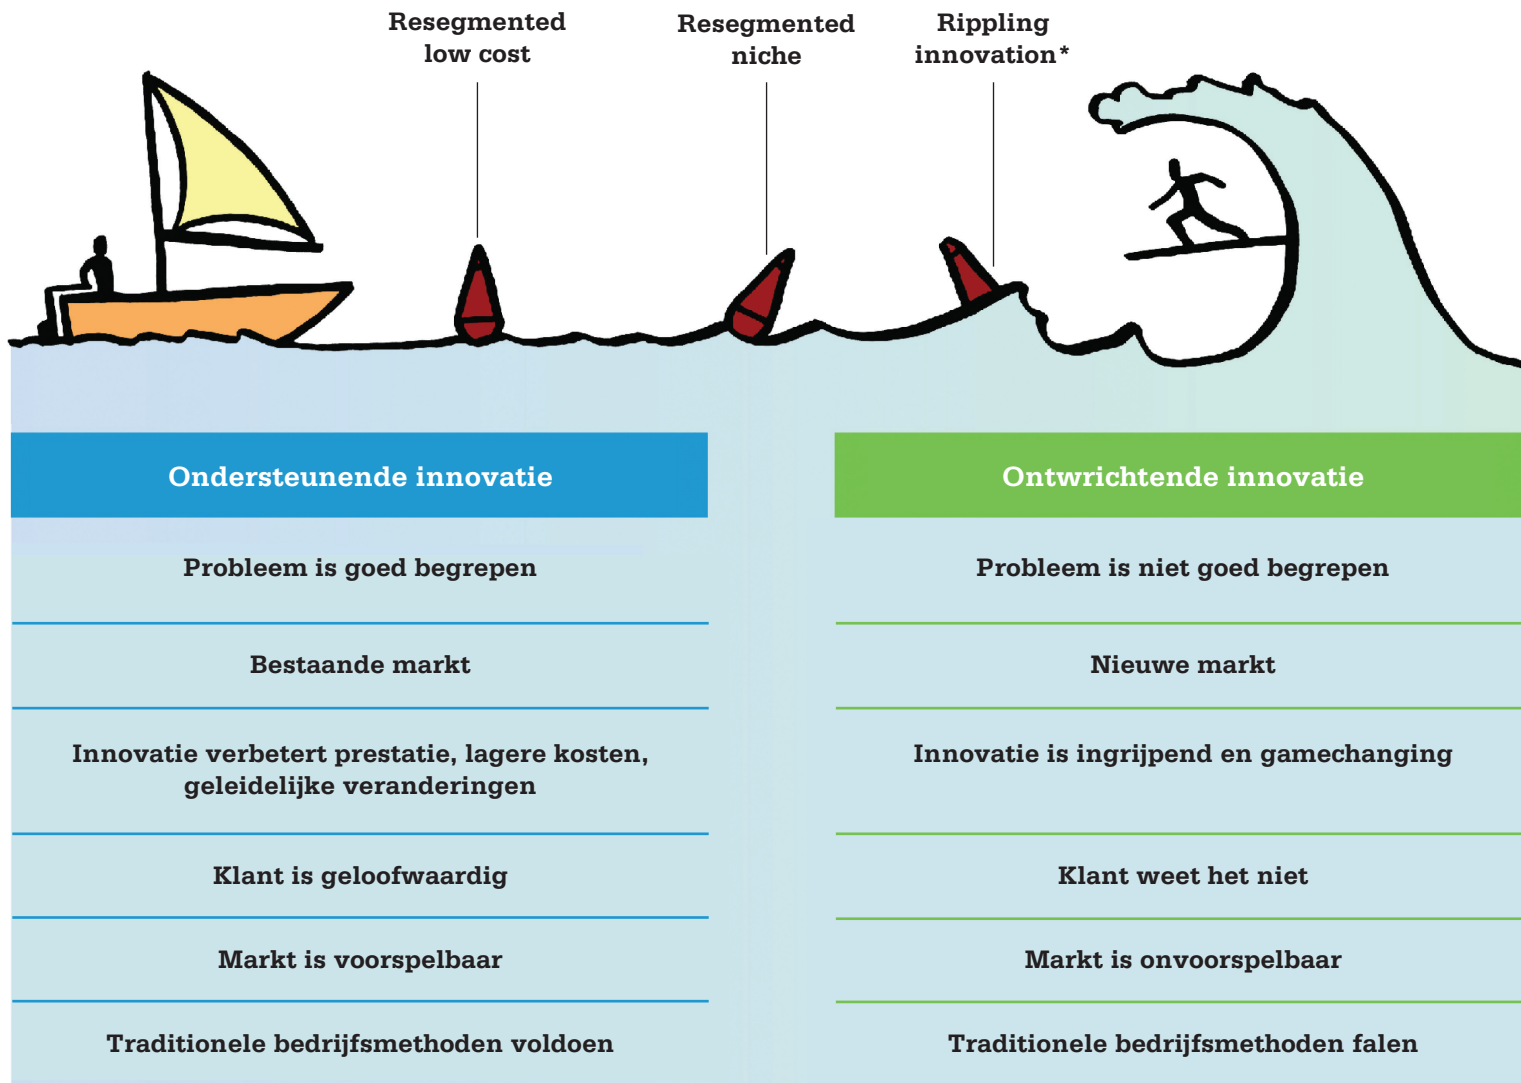 Resegmented
low cost
Resegmented
niche
Rippling
innovation*
Ondersteunende innovatie
Ontwrichtende innovatie
Probleem is goed begrepen
Probleem is niet goed begrepen
Bestaande markt
Nieuwe markt
Innovatie verbetert prestatie, lagere kosten,
geleidelijke veranderingen
Innovatie is ingrijpend en gamechanging
Klant is geloofwaardig
Klant weet het niet
Markt is voorspelbaar
Markt is onvoorspelbaar
Traditionele bedrijfsmethoden voldoen
Traditionele bedrijfsmethoden falen